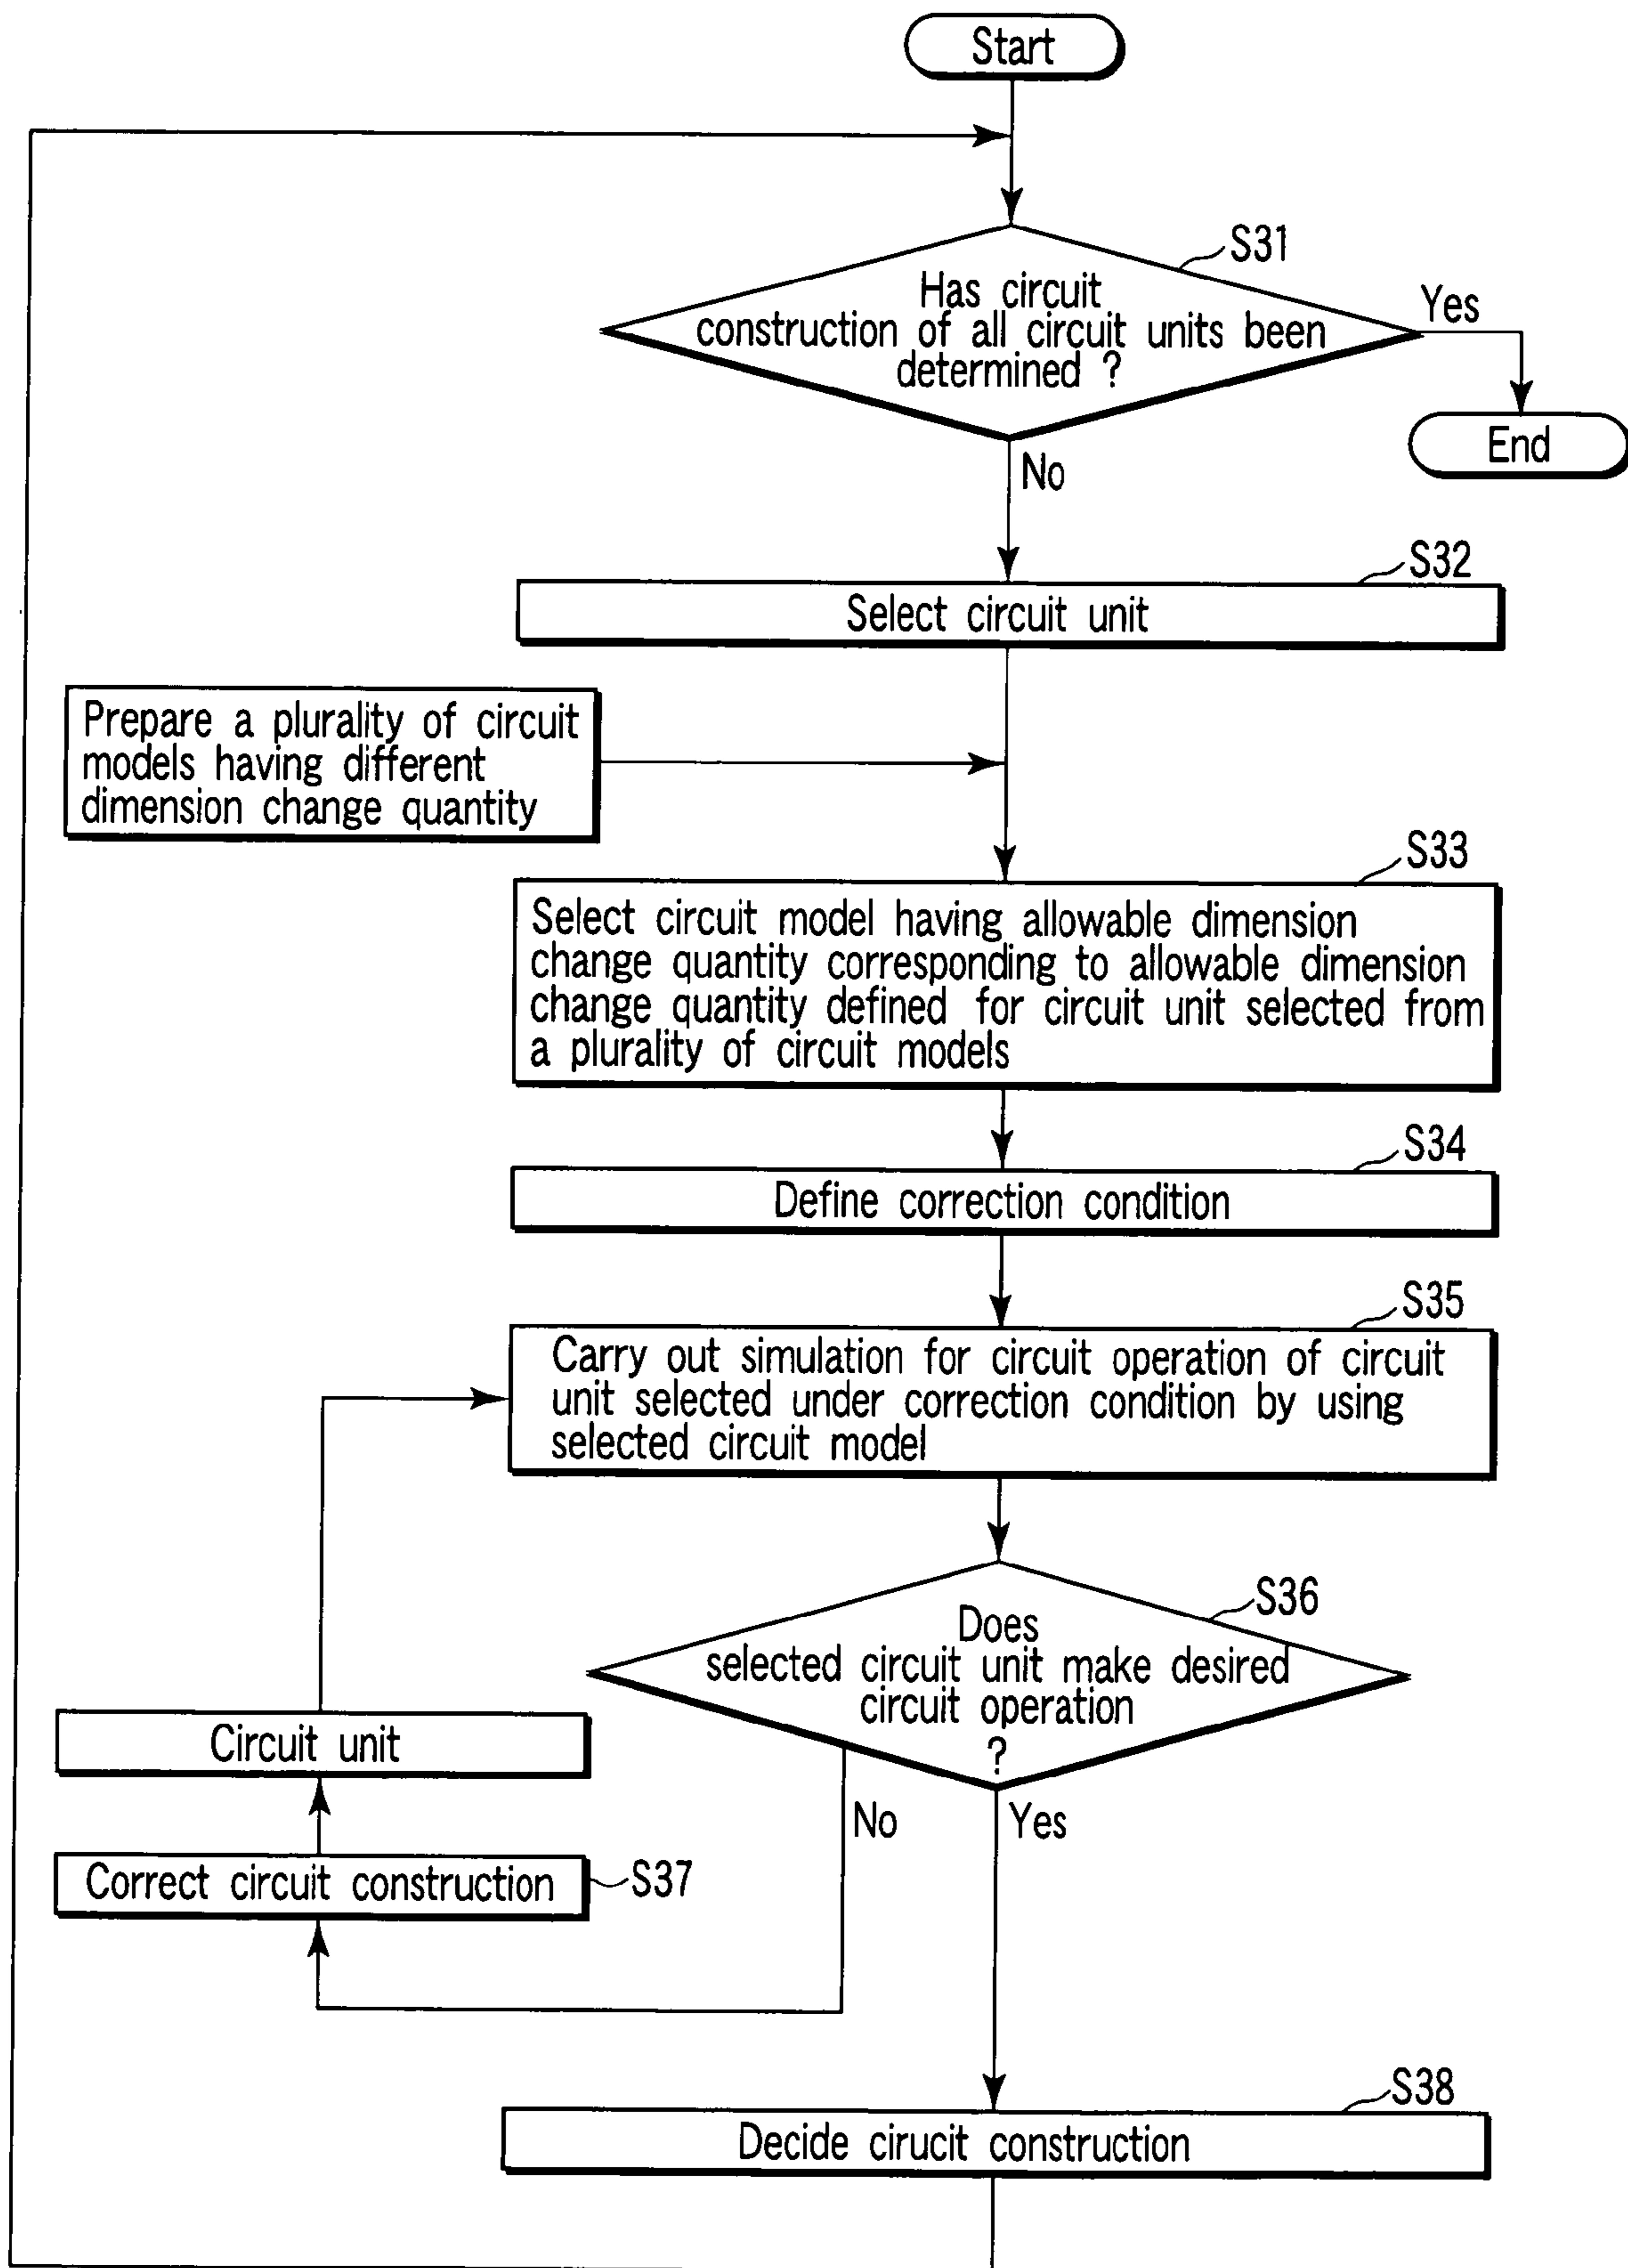 Start
S31
Has circuit
construction of all circuit units been
determined ?
Yes
End
No
S32
Select circuit unit
Prepare a plurality of circuit
models having different
dimension change quantity
S33
Select circuit model having allowable dimension
change quantity corresponding to allowable dimension
change quantity defined for circuit unit selected from
a plurality of circuit models
S34
Define correction condition
S35
Carry out simulation for circuit operation of circuit
unit selected under correction condition by using
selected circuit model
S36
Does
selected circuit unit make desired
circuit operation
?
Circuit unit
No
Yes
Correct circuit construction
S37
S38
Decide cirucit construction